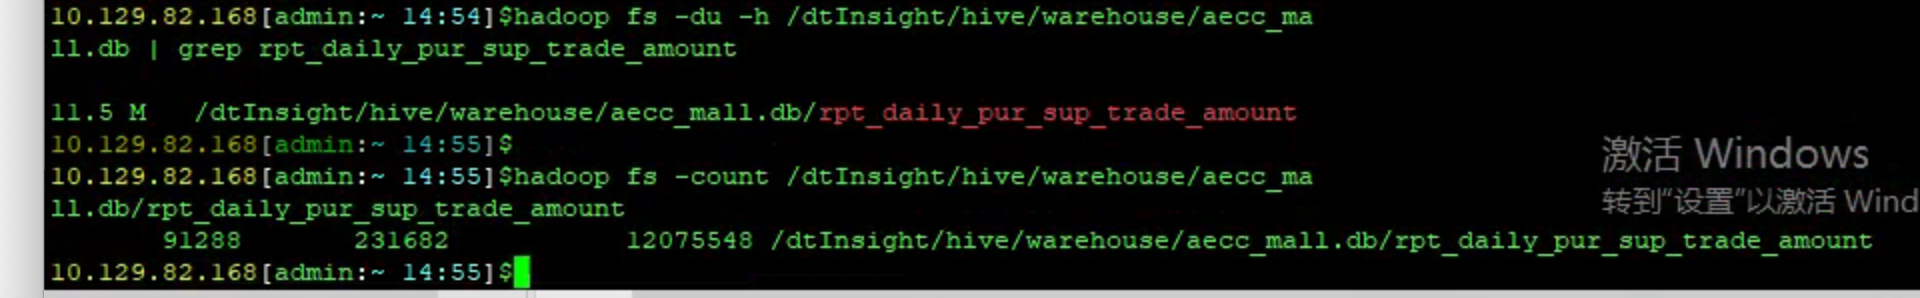 10.129.82.168[admin:~ 14:54]$hadoop fs -du -h /dtInsight/hive/warehouse/aecc_ma
ll.db | grep rpt_daily_pur_sup_trade_amount
11.5 M   /dtInsight/hive/warehouse/aecc_mall.db/rpt_daily_pur_sup_trade_amount
10.129.82.168[admin:~ 14:55]$
10.129.82.168[admin:~ 14:55]$hadoop fs -count /dtInsight/hive/warehouse/aecc_ma
ll.db/rpt_daily_pur_sup_trade_amount
91288 231682 12075548 /dtInsight/hive/warehouse/aecc_mall.db/rpt_daily_pur_sup_trade_amount
10.129.82.168[admin:~ 14:55]$
激活 Windows
转到“设置”以激活 Wind